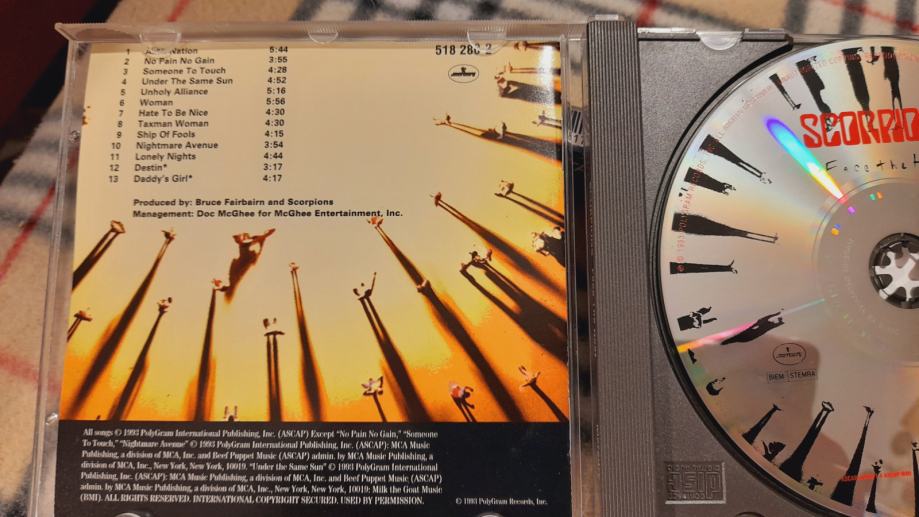 1 Alien Nation 5:44
2 No Pain No Gain 3:55
3 Someone To Touch 4:28
4 Under The Same Sun 4:52
5 Unholy Alliance 5:16
6 Woman 5:56
7 Hate To Be Nice 4:30
8 Taxman Woman 4:30
9 Ship Of Fools 4:15
10 Nightmare Avenue 3:54
11 Lonely Nights 4:44
12 Destin* 3:17
13 Daddy's Girl* 4:17
518 280-2
mercury
Produced by: Bruce Fairbairn and Scorpions
Management: Doc McGhee for McGhee Entertainment, Inc.
All songs © 1993 PolyGram International Publishing, Inc. (ASCAP) Except "No Pain No Gain," "Someone
To Touch," "Nightmare Avenue" © 1993 PolyGram International Publishing, Inc. (ASCAP): MCA Music
Publishing, a division of MCA, Inc. and Beef Puppet Music (ASCAP) admin. by MCA Music Publishing, a
division of MCA, Inc., New York, New York, 10019. "Under the Same Sun" © 1993 PolyGram International
Publishing, Inc. (ASCAP): MCA Music Publishing, a division of MCA, Inc. and Beef Puppet Music (ASCAP)
admin. by MCA Music Publishing, a division of MCA, Inc., New York, New York, 10019: Milk the Goat Music
(BMI). ALL RIGHTS RESERVED. INTERNATIONAL COPYRIGHT SECURED. USED BY PERMISSION.
© 1993 PolyGram Records, Inc.
SCORPIO
Face the H
mercury
BIEM STEMRA